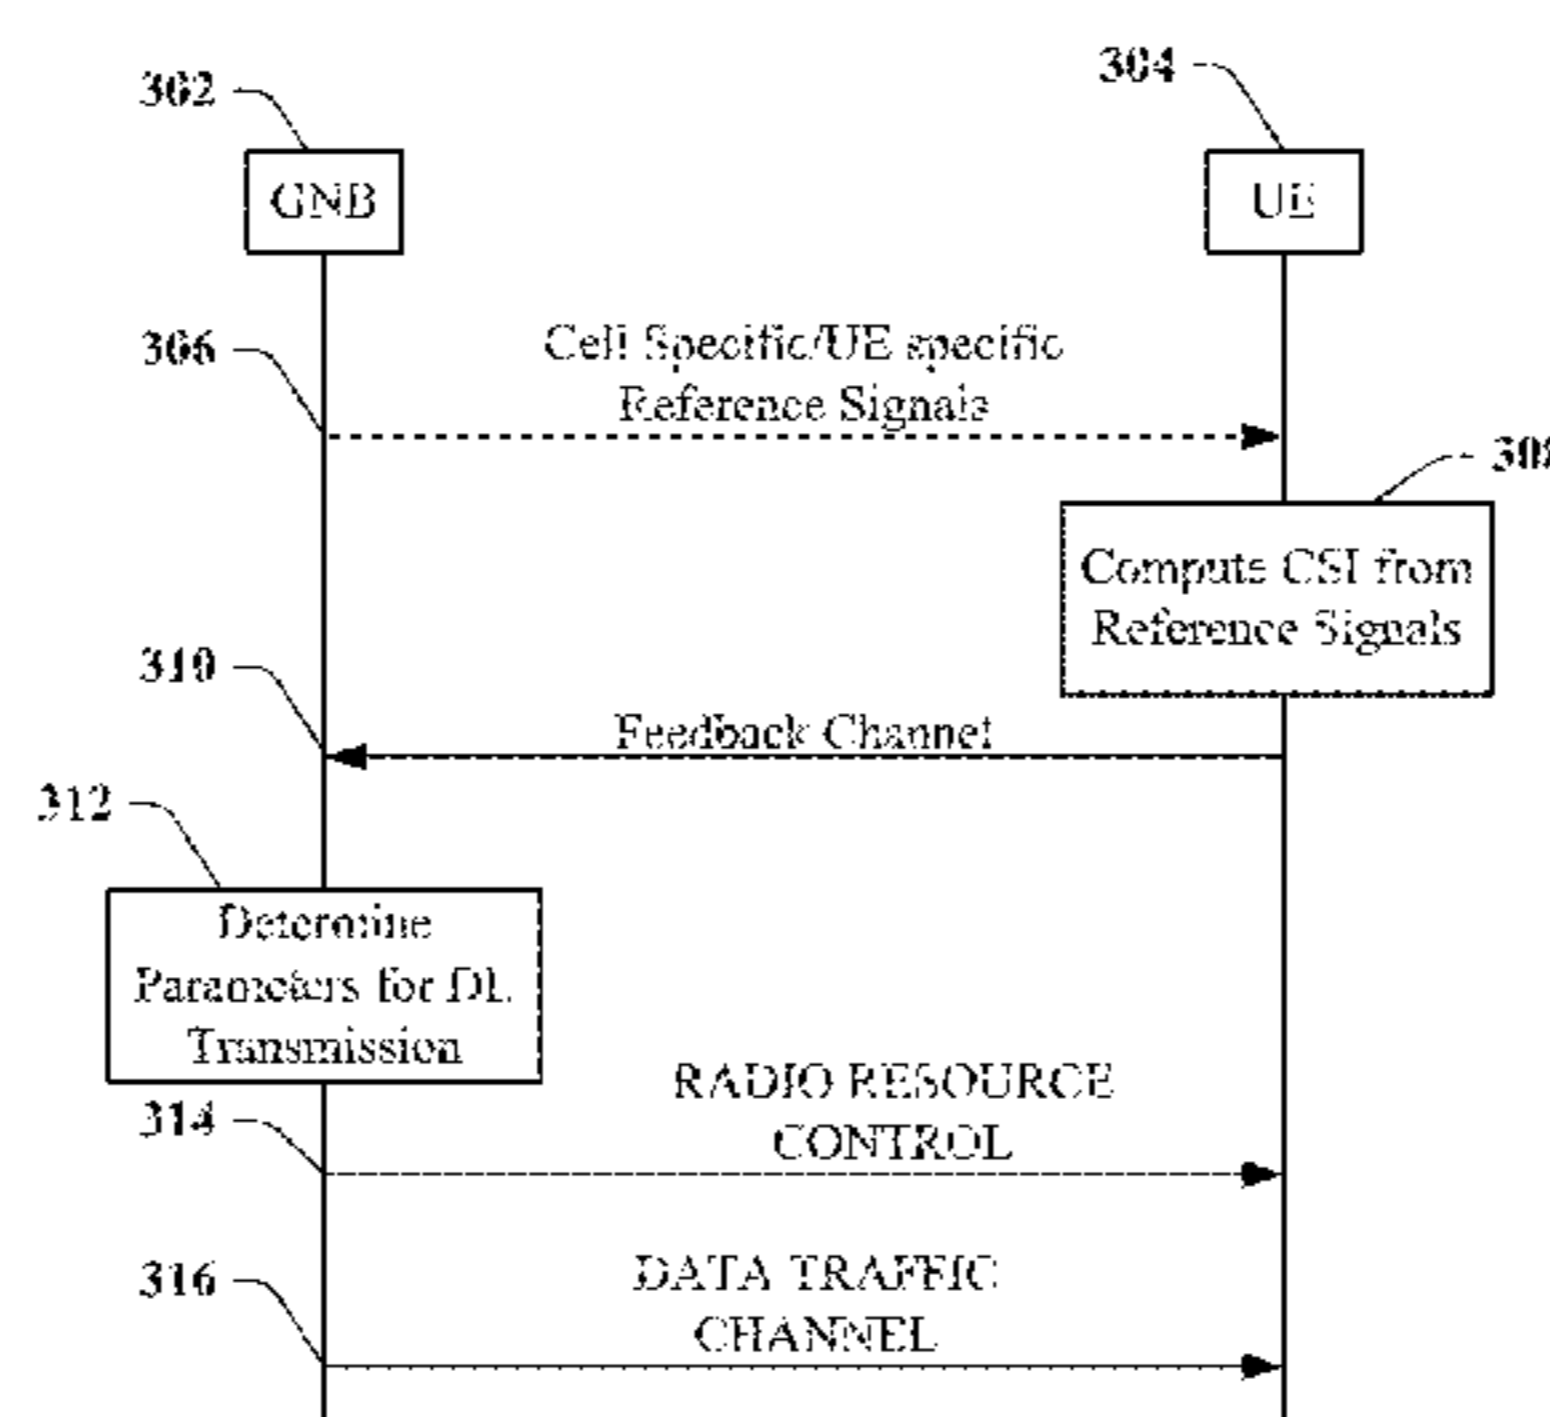 302
304
GNB
UE
306
Cell Specific/UE specific
Reference Signals
308
Compute CSI from
Reference Signals
310
Feedback Channel
312
Determine
Parameters for DL
Transmission
314
RADIO RESOURCE
CONTROL
316
DATA TRAFFIC
CHANNEL